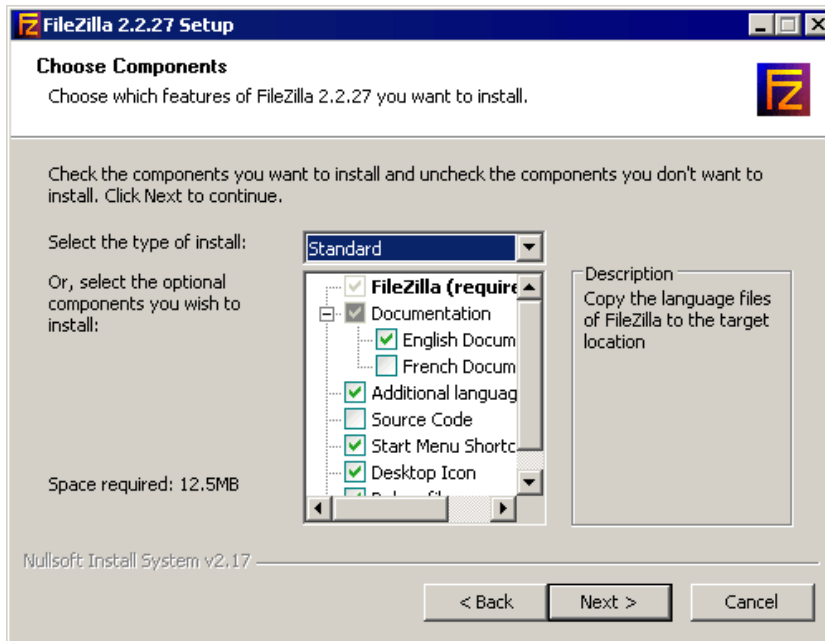 FileZilla 2.2.27 Setup
Choose Components
Choose which features of FileZilla 2.2.27 you want to install.
FZ
Check the components you want to install and uncheck the components you don't want to
install. Click Next to continue.
Select the type of install:
Standard
Or, select the optional
components you wish to
install:
FileZilla (require
Documentation
English Docum
French Docum
Additional languag
Source Code
Start Menu Shortc
Desktop Icon
Description
Copy the language files
of FileZilla to the target
location
Space required: 12.5MB
Nullsoft Install System v2.17
< Back
Next >
Cancel